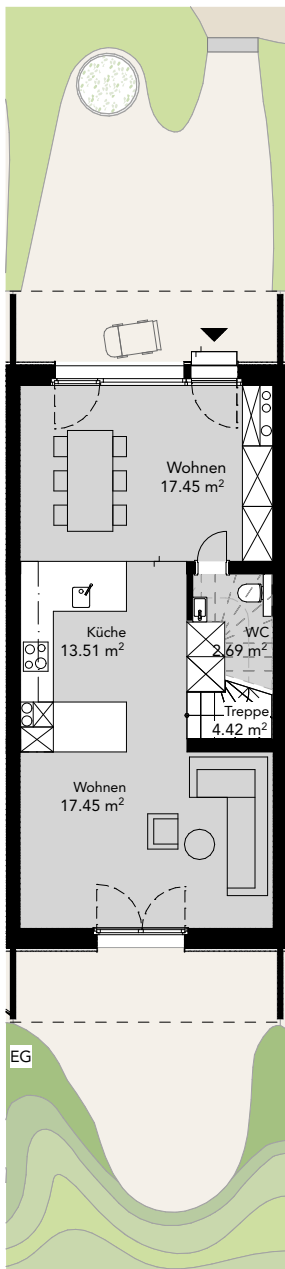 Wohnen
17.45 m²
Küche
13.51 m²
WC
2.69 m²
Treppe
4.42 m²
Wohnen
17.45 m²
EG